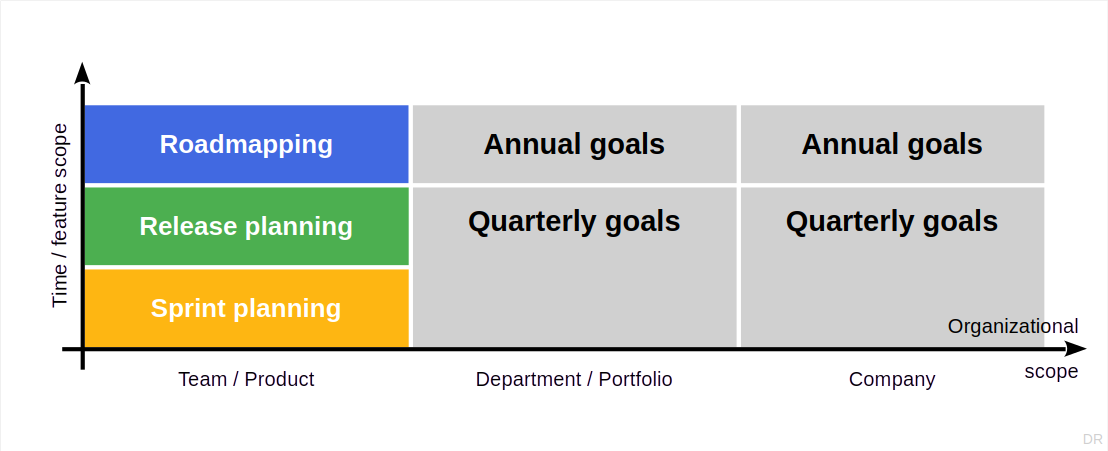 Time / feature scope
Roadmapping
Annual goals
Annual goals
Release planning
Quarterly goals
Quarterly goals
Sprint planning
Organizational
scope
Team / Product
Department / Portfolio
Company
DR